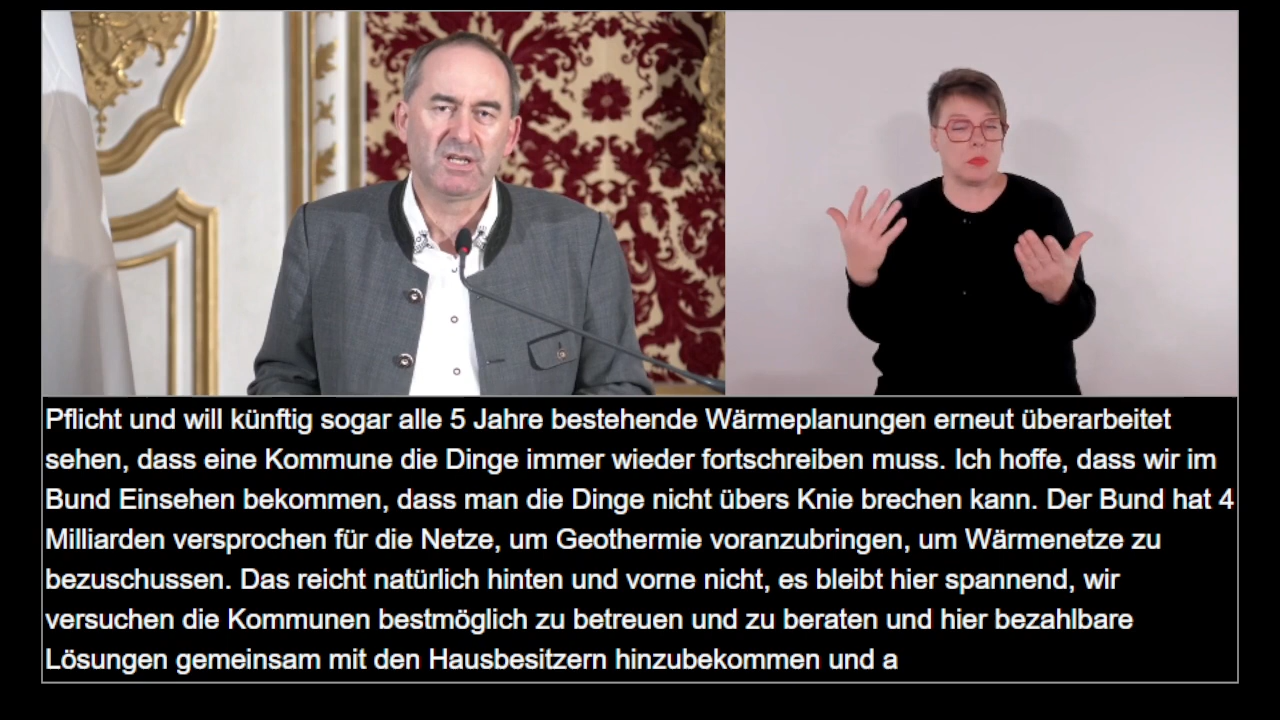 Pflicht und will künftig sogar alle 5 Jahre bestehende Wärmeplanungen erneut überarbeitet
sehen, dass eine Kommune die Dinge immer wieder fortschreiben muss. Ich hoffe, dass wir im
Bund Einsehen bekommen, dass man die Dinge nicht übers Knie brechen kann. Der Bund hat 4
Milliarden versprochen für die Netze, um Geothermie voranzubringen, um Wärmenetze zu
bezuschussen. Das reicht natürlich hinten und vorne nicht, es bleibt hier spannend, wir
versuchen die Kommunen bestmöglich zu betreuen und zu beraten und hier bezahlbare
Lösungen gemeinsam mit den Hausbesitzern hinzubekommen und a